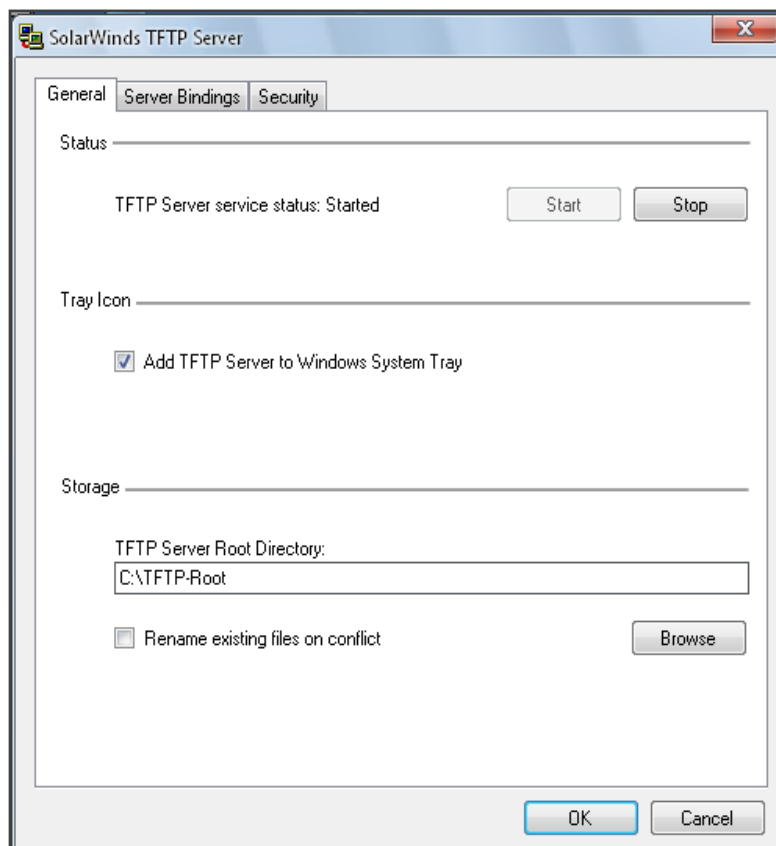 SolarWinds TFTP Server
General Server Bindings Security
Status
TFTP Server service status: Started Start Stop
Tray Icon
Add TFTP Server to Windows System Tray
Storage
TFTP Server Root Directory:
C:\TFTP-Root
Rename existing files on conflict Browse
OK Cancel